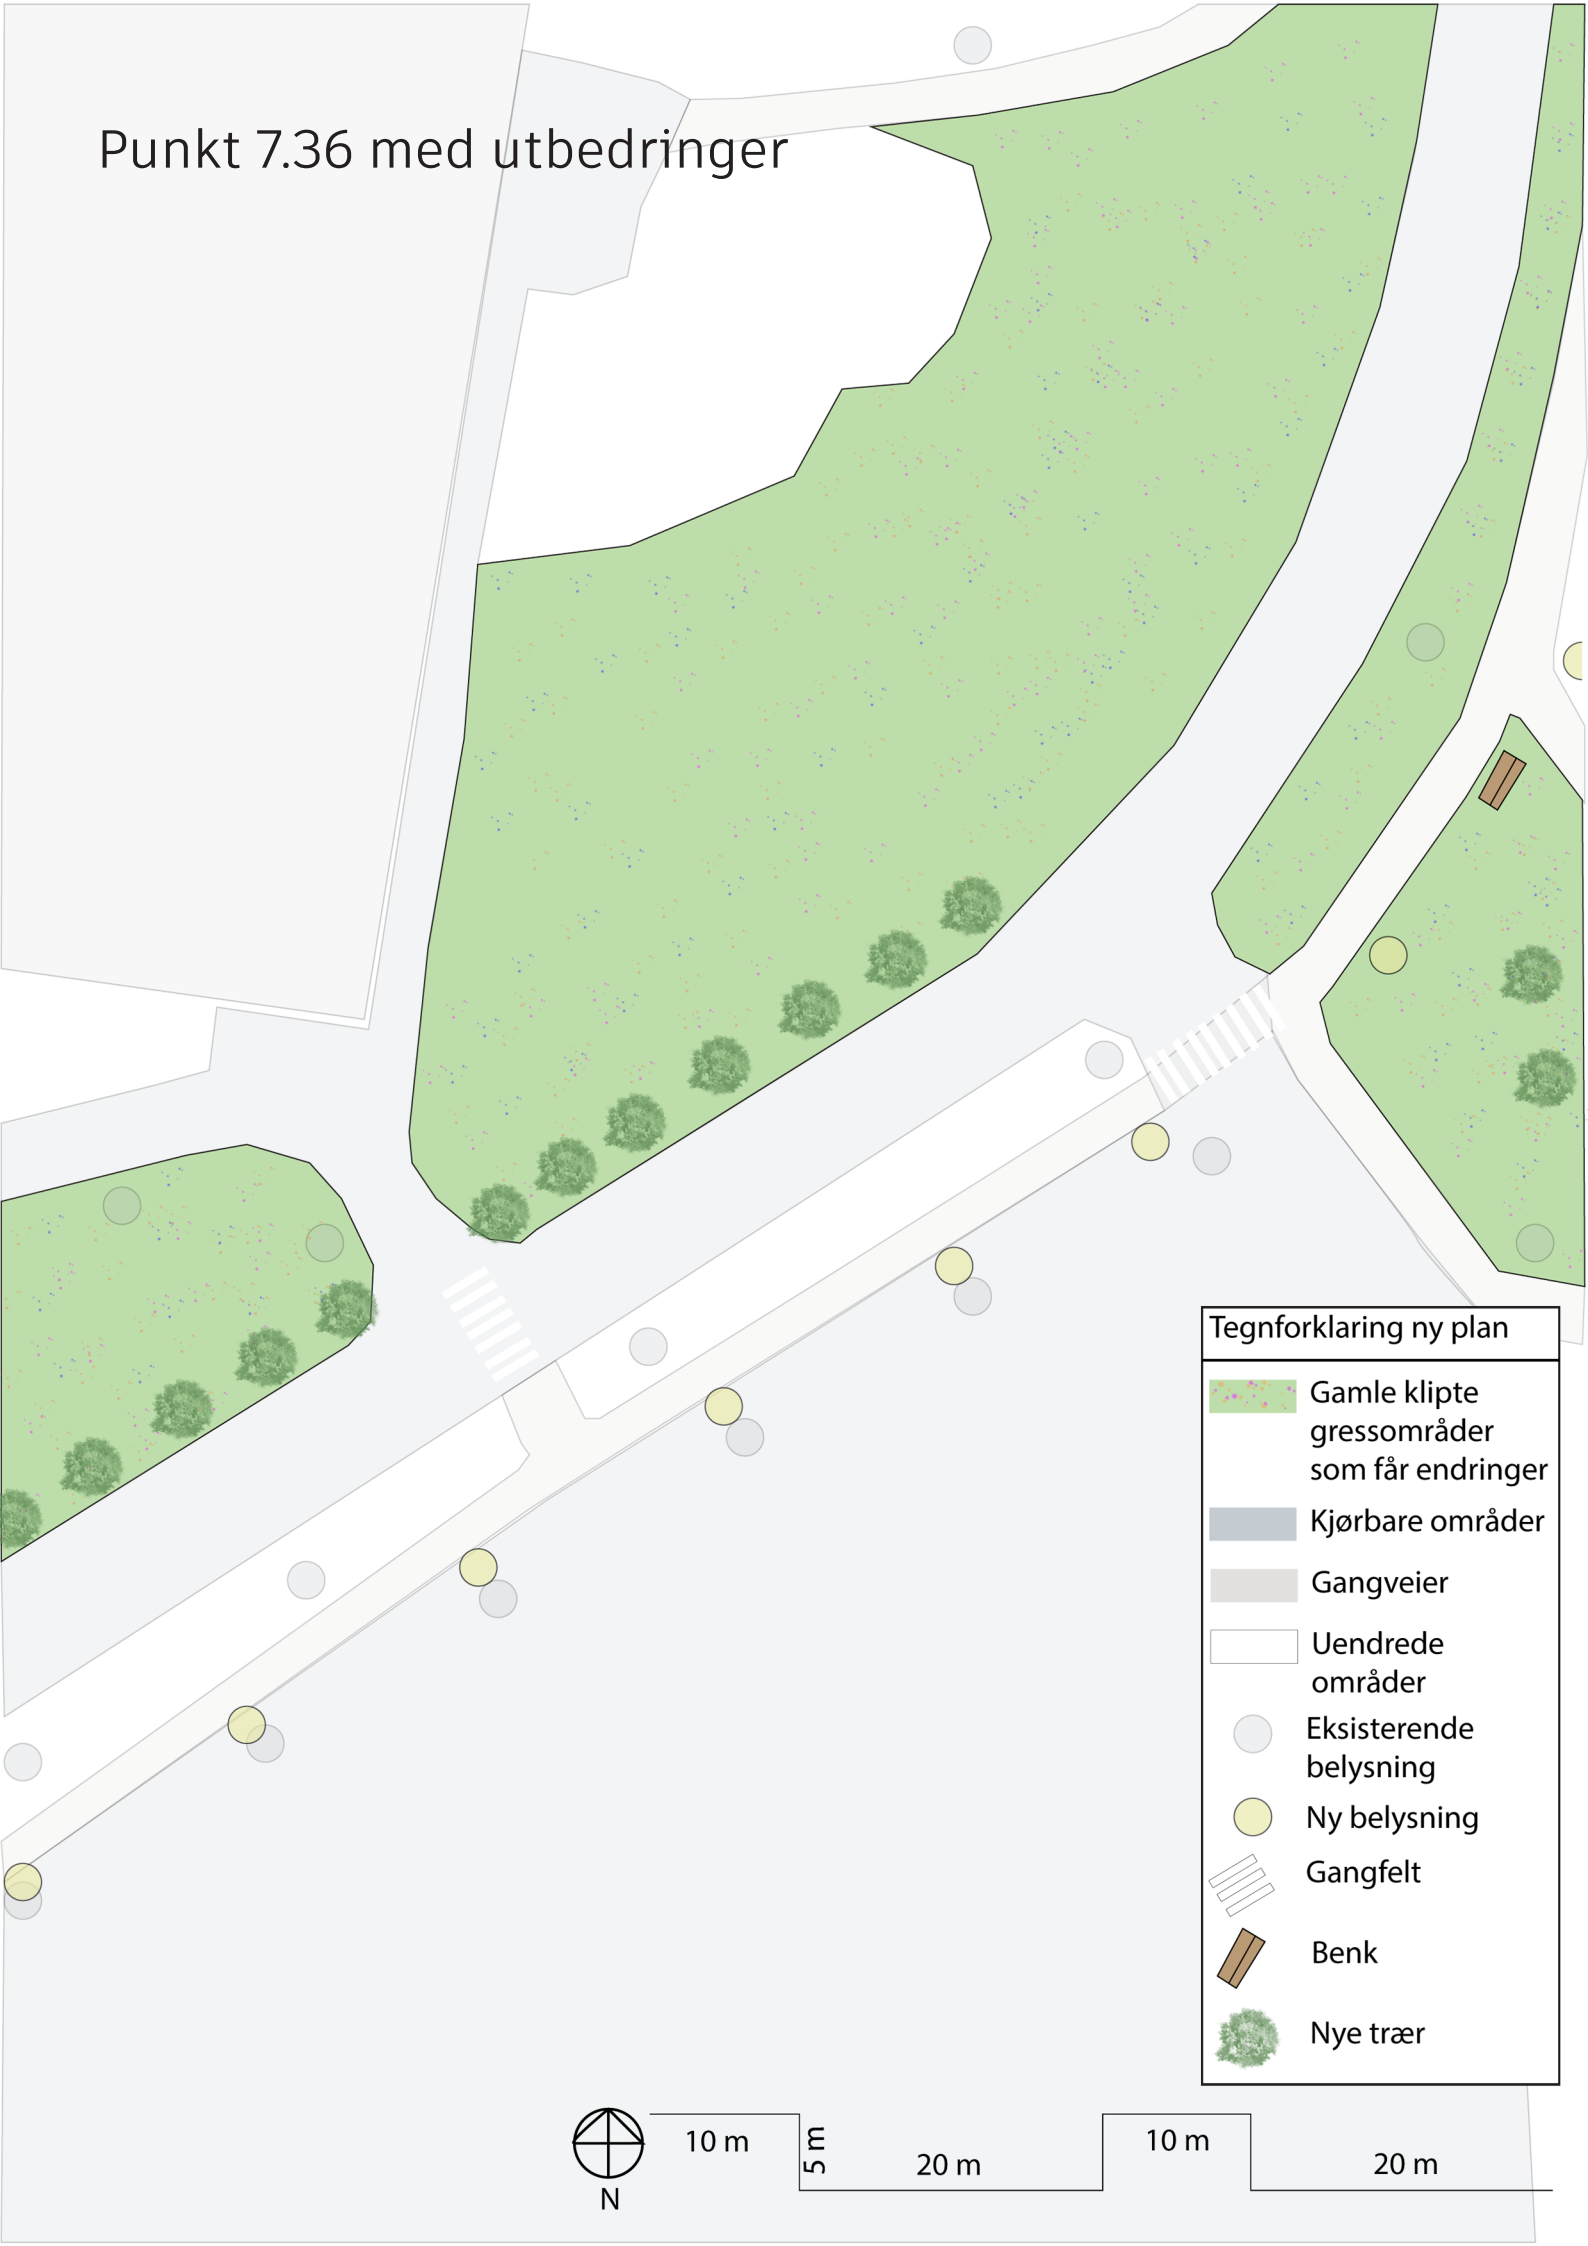 Punkt 7.36 med utbedringer
Tegnforklaring ny plan
Gamle klipte
gressområder
som får endringer
Kjørbare områder
Gangveier
Uendrede
områder
Eksisterende
belysning
Ny belysning
Gangfelt
Benk
Nye trær
N
10 m
5 m
20 m
10 m
20 m